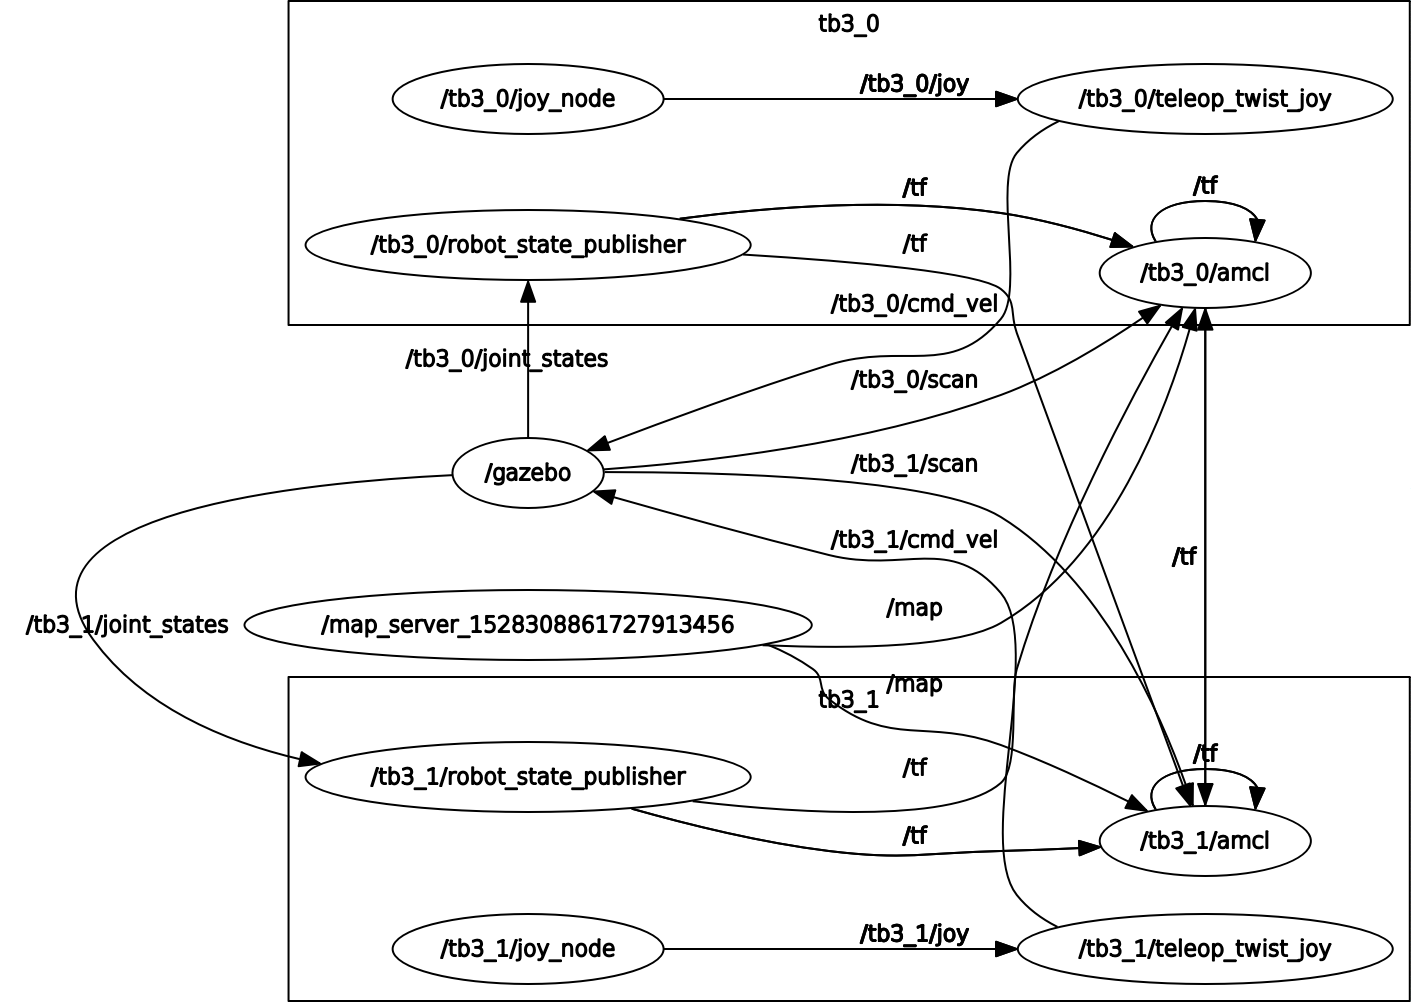 tb3_0
/tb3_0/joy_node
/tb3_0/joy
/tb3_0/teleop_twist_joy
/tf
/tf
/tb3_0/robot_state_publisher
/tf
/tb3_0/amcl
/tb3_0/cmd_vel
/tb3_0/joint_states
/tb3_0/scan
/gazebo
/tb3_1/scan
/tb3_1/cmd_vel
/tf
/map
/tb3_1/joint_states
/map_server_1528308861727913456
/map
tb3_1
/tf
/tb3_1/robot_state_publisher
/tf
/tf
/tb3_1/amcl
/tb3_1/joy_node
/tb3_1/joy
/tb3_1/teleop_twist_joy